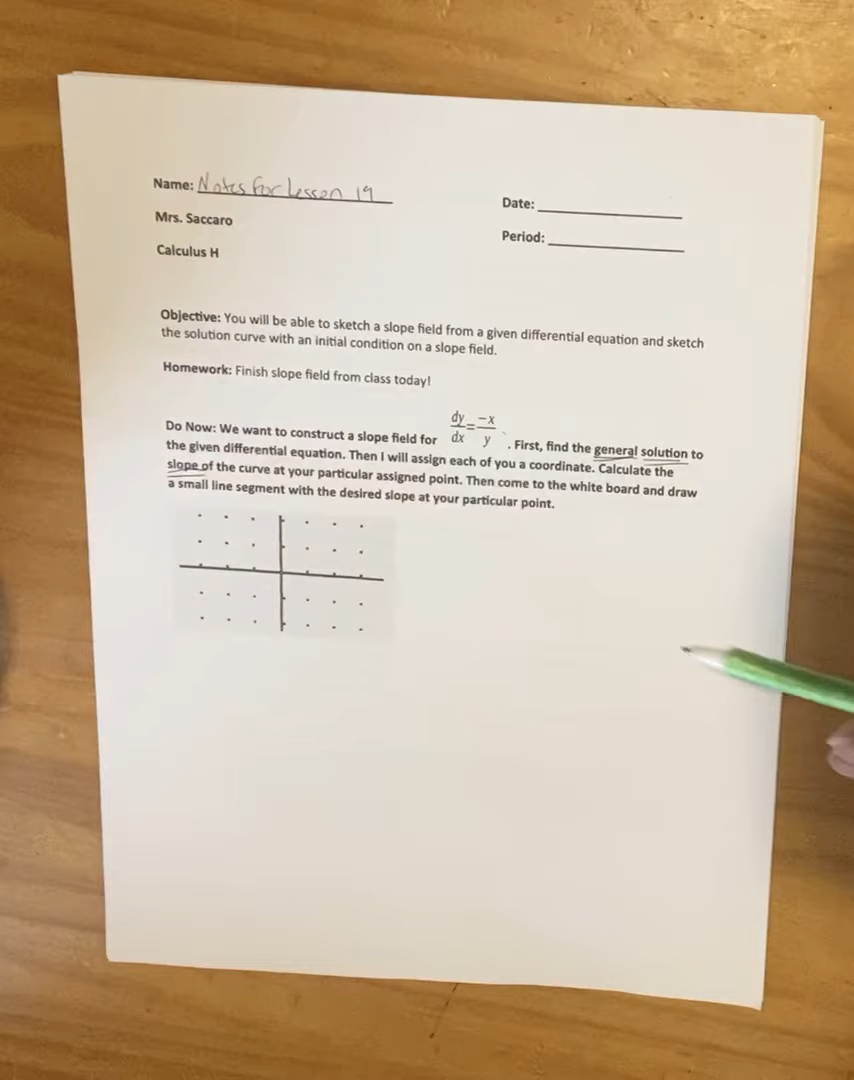 Name: Notes for Lesson 19
Date:
Mrs. Saccaro
Period:
Calculus H
Objective: You will be able to sketch a slope field from a given differential equation and sketch
the solution curve with an initial condition on a slope field.
Homework: Finish slope field from class today!
Do Now: We want to construct a slope field for dy/dx = -x/y . First, find the general solution to
the given differential equation. Then I will assign each of you a coordinate. Calculate the
slope of the curve at your particular assigned point. Then come to the white board and draw
a small line segment with the desired slope at your particular point.